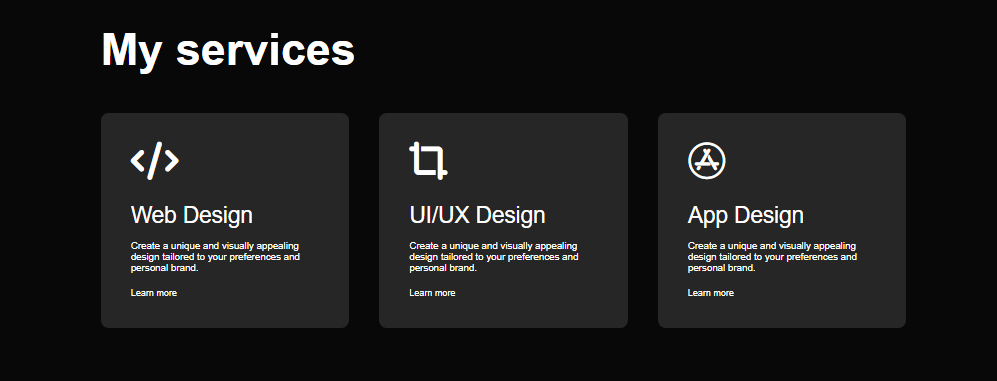 My services
Web Design
Create a unique and visually appealing
design tailored to your preferences and
personal brand.
Learn more
UI/UX Design
Create a unique and visually appealing
design tailored to your preferences and
personal brand.
Learn more
App Design
Create a unique and visually appealing
design tailored to your preferences and
personal brand.
Learn more